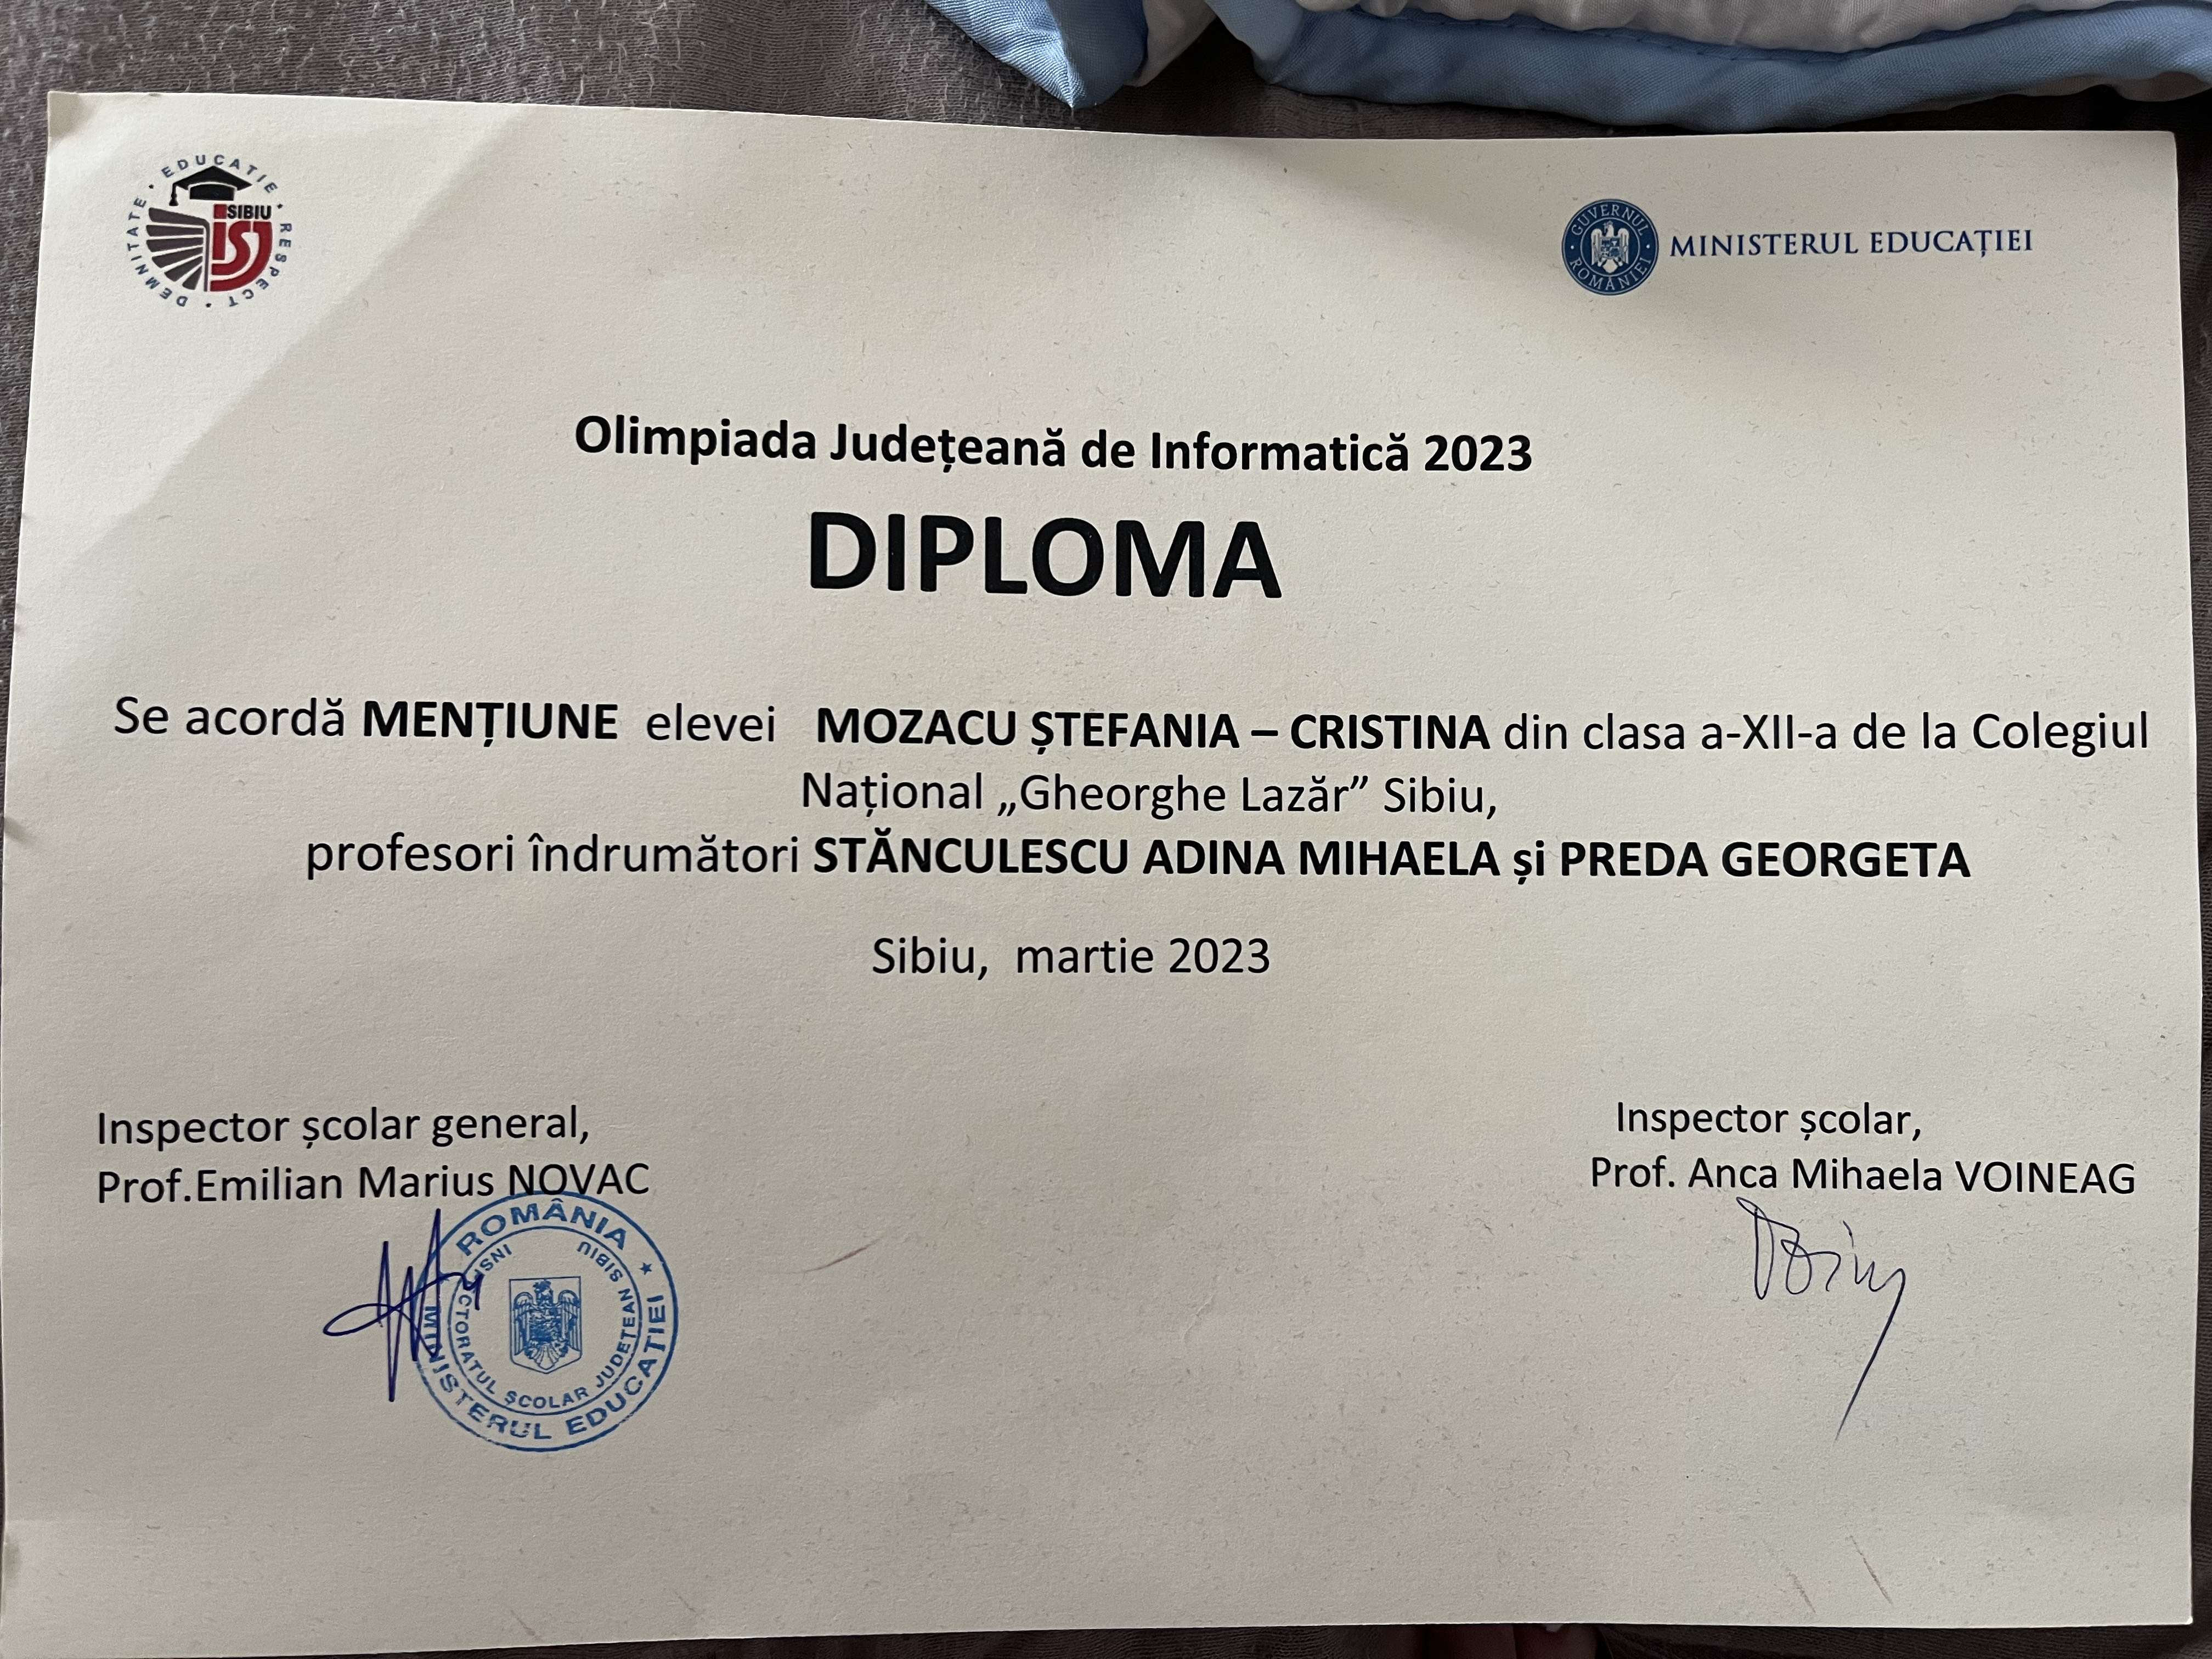 DEMNITATE • EDUCATIE • RESPECT •
SIBIU
ISJ
GUVERNUL ROMÂNIEI
MINISTERUL EDUCAȚIEI
Olimpiada Județeană de Informatică 2023
DIPLOMA
Se acordă MENȚIUNE elevei MOZACU ȘTEFANIA – CRISTINA din clasa a-XII-a de la Colegiul
Național „Gheorghe Lazăr” Sibiu,
profesori îndrumători STĂNCULESCU ADINA MIHAELA și PREDA GEORGETA
Sibiu, martie 2023
Inspector școlar general,
Prof.Emilian Marius NOVAC
ROMÂNIA ★ MINISTERUL EDUCAȚIEI
INSPECTORATUL ȘCOLAR JUDEȚEAN SIBIU
Inspector școlar,
Prof. Anca Mihaela VOINEAG